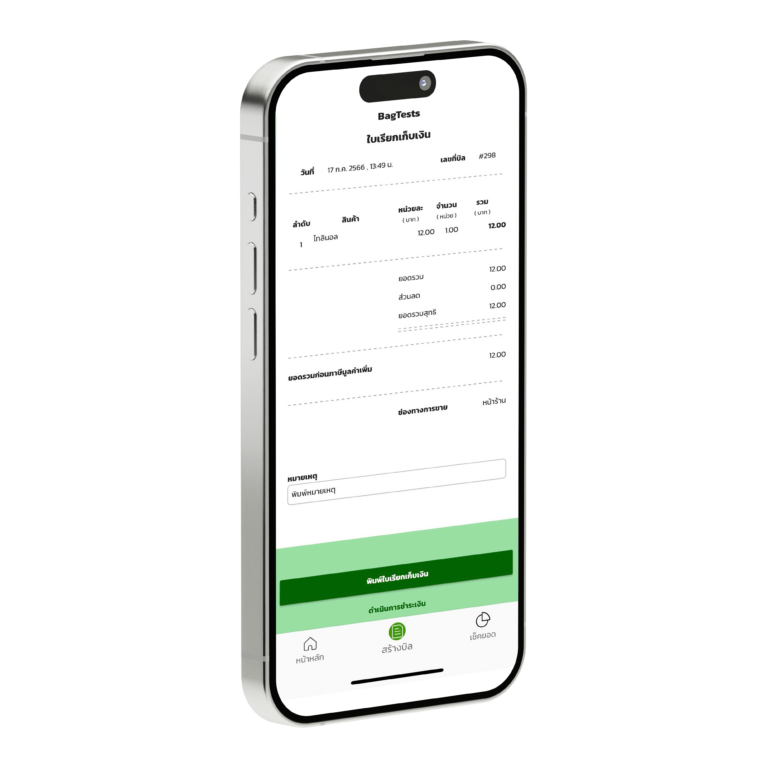 BagTests
ใบเรียกเก็บเงิน
วันที่ 17 ก.ค. 2566 , 13:49 น. เลขที่บิล #298
ลำดับ สินค้า หน่วยละ จำนวน รวม
( บาท ) ( หน่วย ) ( บาท )
1 ไทลินอล 12.00 1.00 12.00
ยอดรวม 12.00
ส่วนลด 0.00
ยอดรวมสุทธิ 12.00
ยอดรวมก่อนภาษีมูลค่าเพิ่ม 12.00
ช่องทางการขาย หน้าร้าน
หมายเหตุ
พิมพ์หมายเหตุ
พิมพ์ใบเรียกเก็บเงิน
ดำเนินการชำระเงิน
หน้าหลัก สร้างบิล เช็คยอด